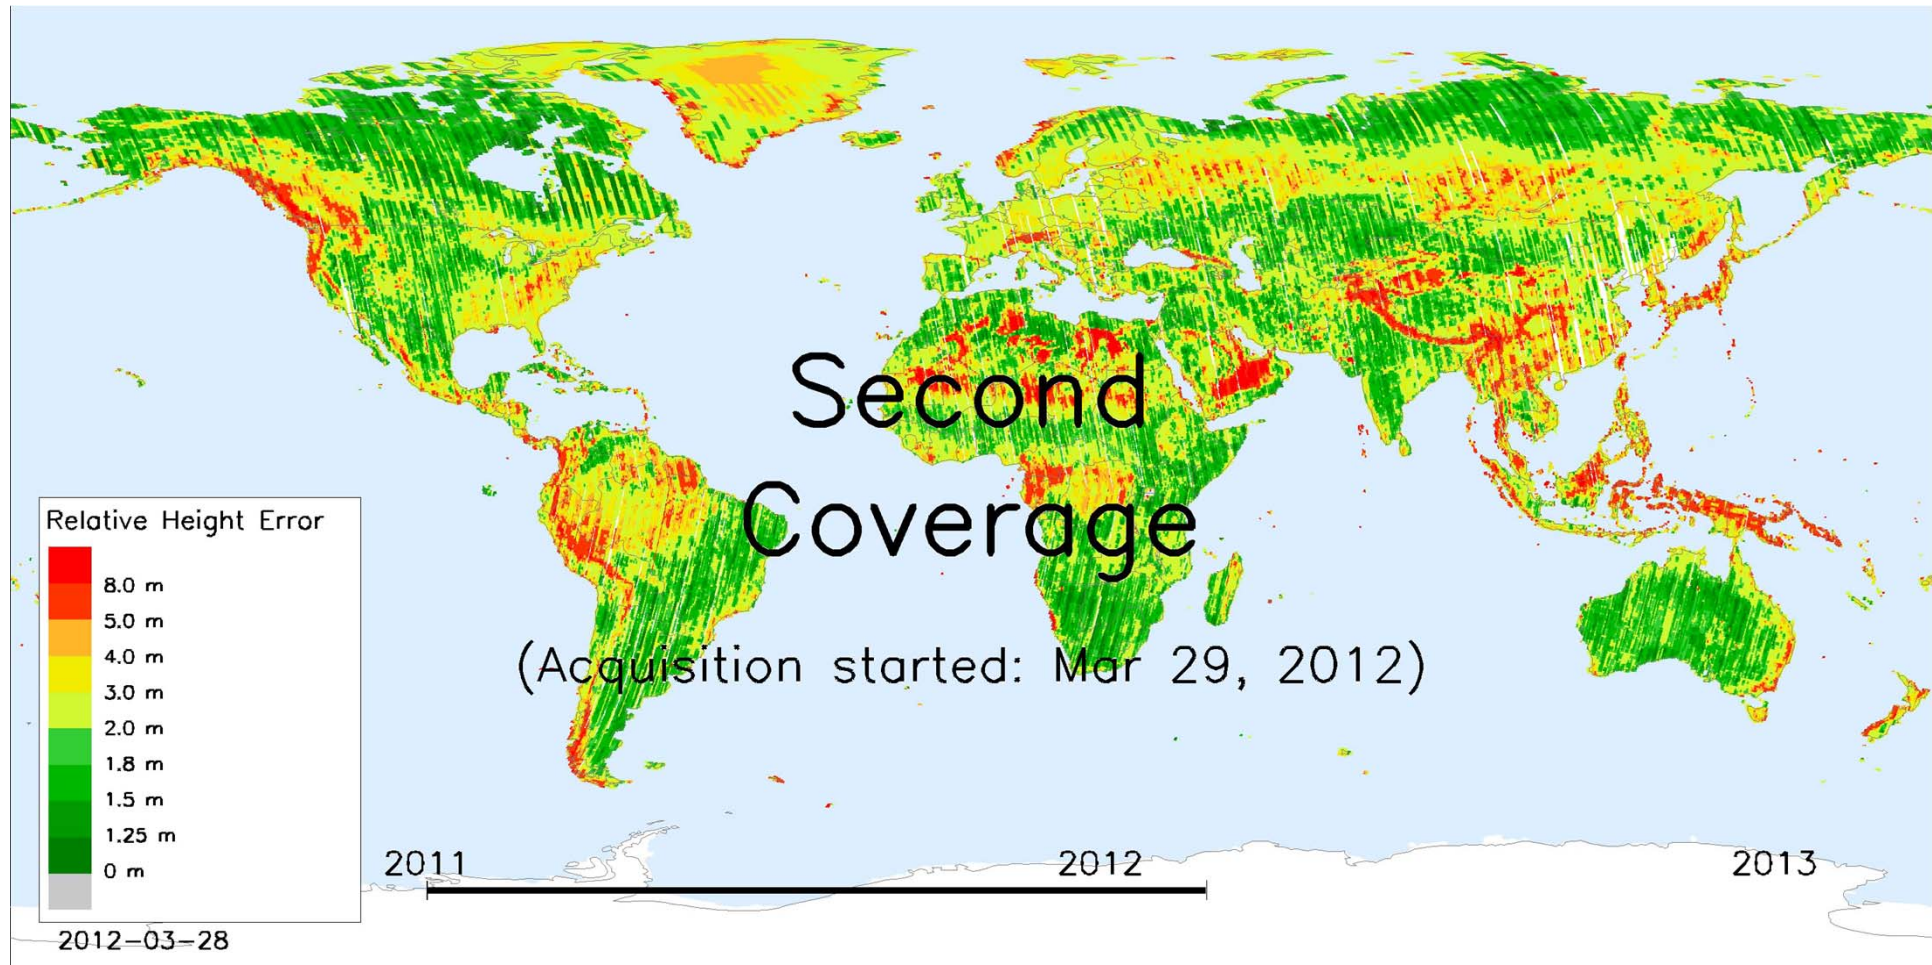 Second
Coverage
(Acquisition started: Mar 29, 2012)
Relative Height Error
8.0 m
5.0 m
4.0 m
3.0 m
2.0 m
1.8 m
1.5 m
1.25 m
0 m
2011 2012 2013
2012-03-28